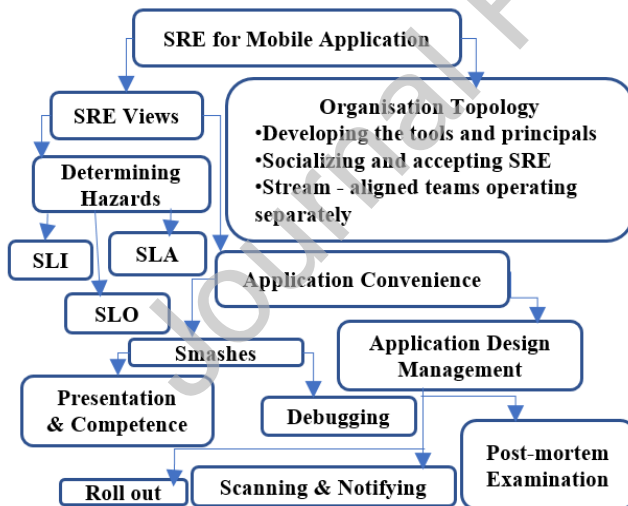 SRE for Mobile Application
SRE Views
Organisation Topology
•Developing the tools and principals
•Socializing and accepting SRE
•Stream - aligned teams operating
separately
Determining
Hazards
SLI
SLA
SLO
Application Convenience
Smashes
Application Design
Management
Presentation
& Competence
Debugging
Post-mortem
Examination
Roll out
Scanning & Notifying
Journal P